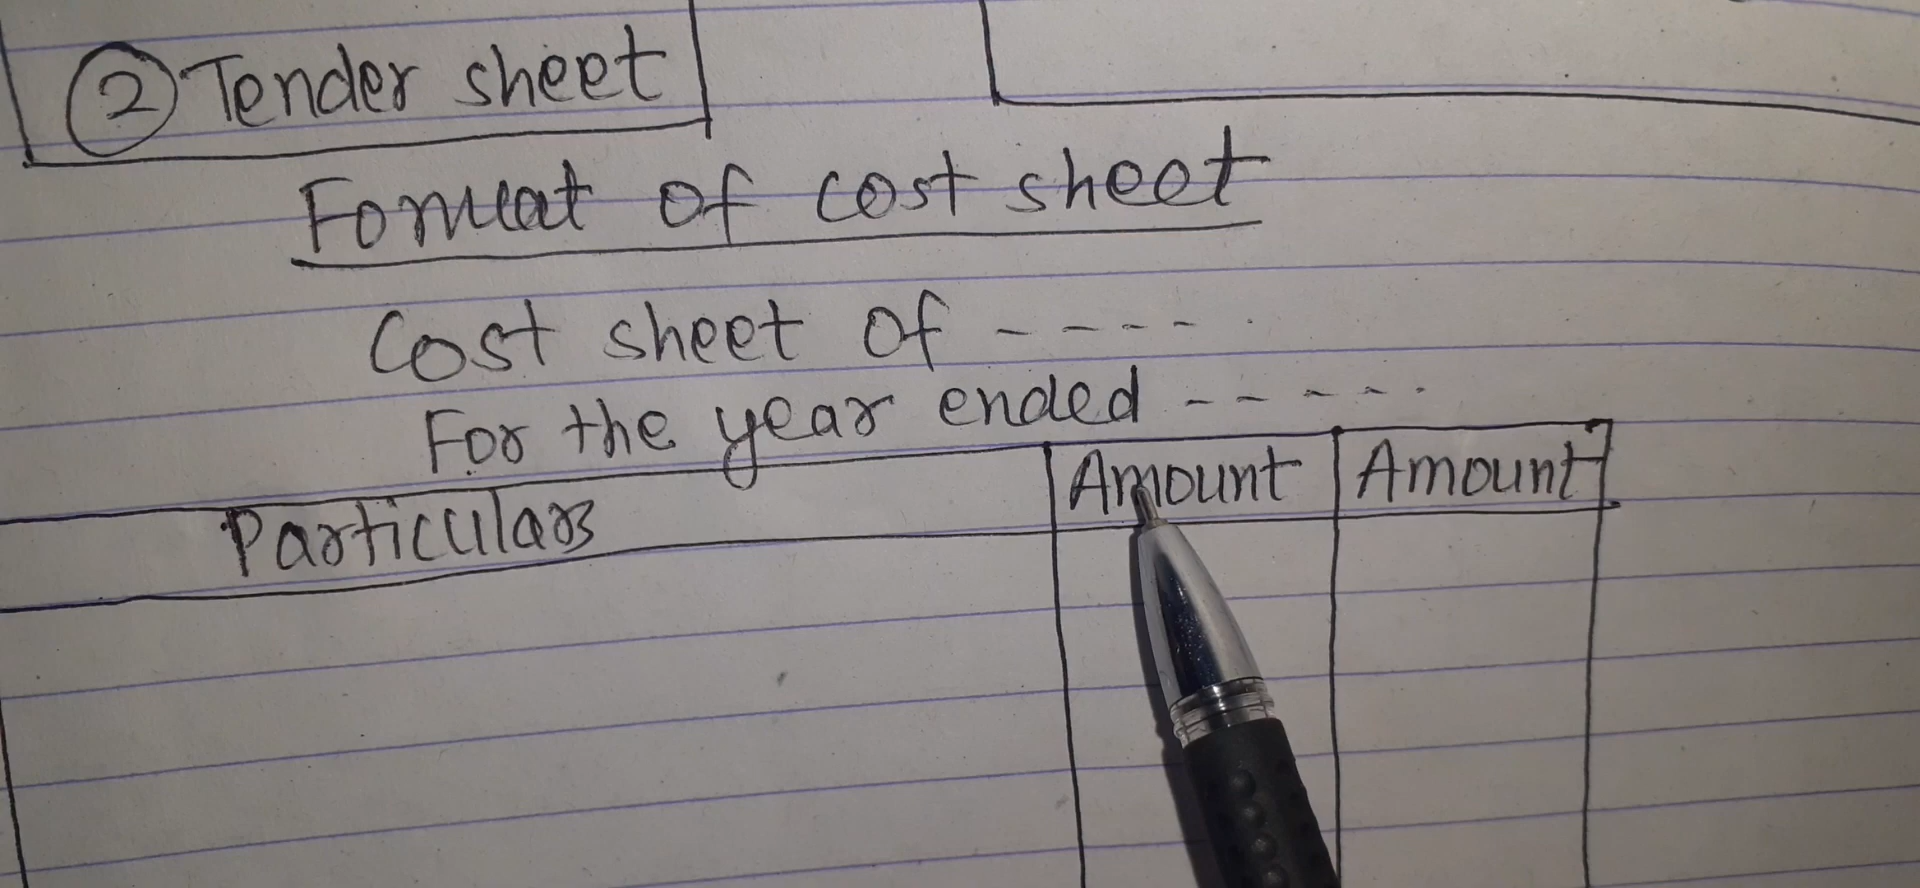 ② Tender sheet
Format of cost sheet
Cost sheet of - - - - .
For the year ended - - - - - .
Particulars Amount Amount